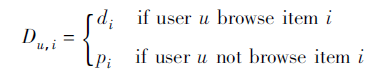 D_{u,i} = { d_i if user u browse item i
p_i if user u not browse item i